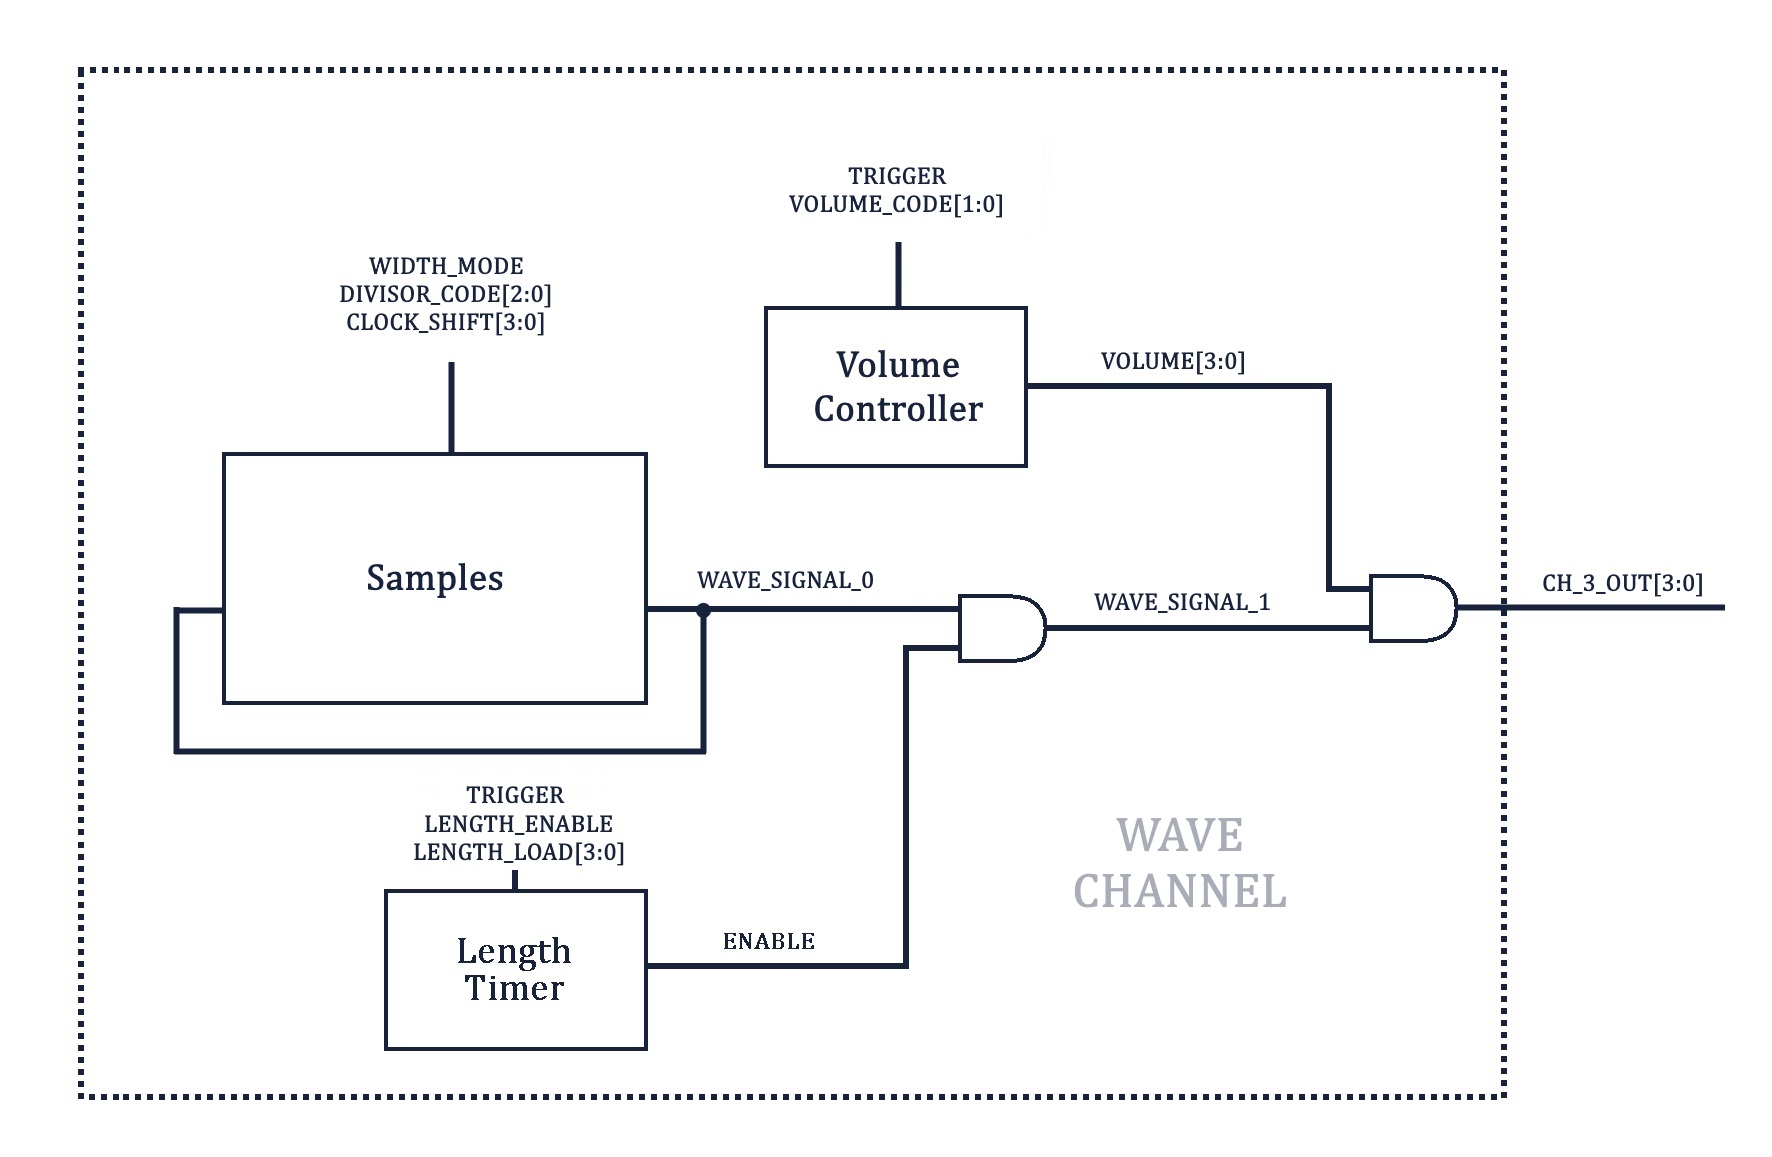 TRIGGER
VOLUME_CODE[1:0]
WIDTH_MODE
DIVISOR_CODE[2:0]
CLOCK_SHIFT[3:0]
Volume
Controller
VOLUME[3:0]
Samples
WAVE_SIGNAL_0
WAVE_SIGNAL_1
CH_3_OUT[3:0]
TRIGGER
LENGTH_ENABLE
LENGTH_LOAD[3:0]
Length
Timer
ENABLE
WAVE
CHANNEL